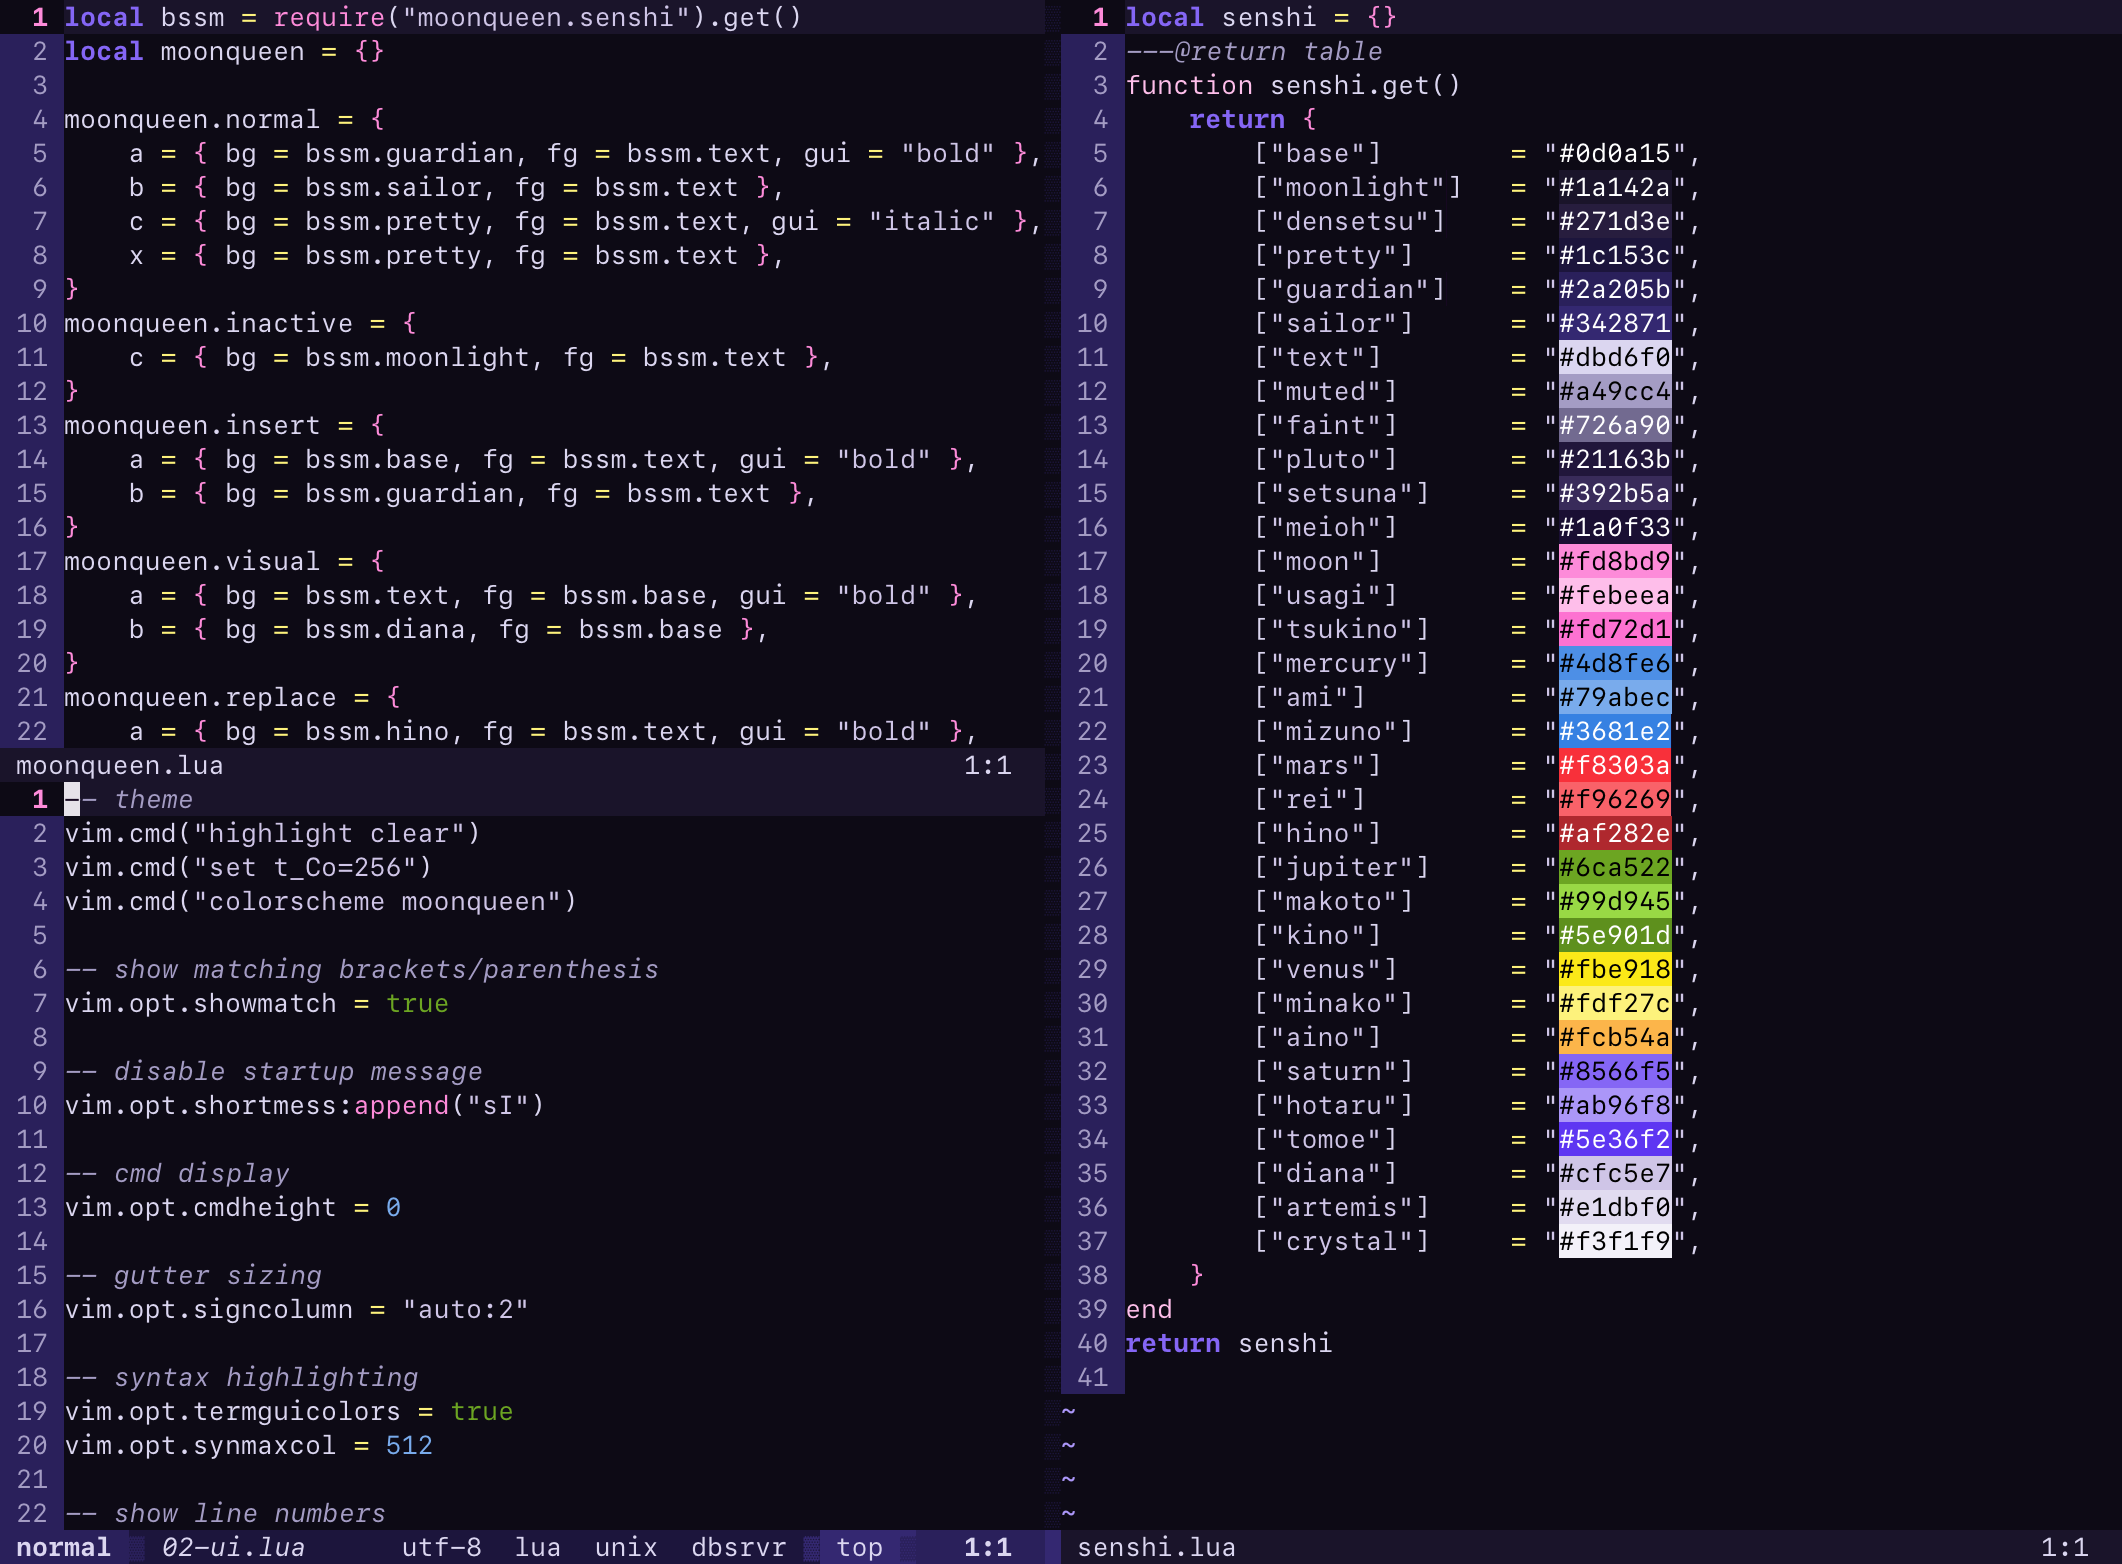 1 local bssm = require("moonqueen.senshi").get()
2 local moonqueen = {}
3
4 moonqueen.normal = {
5     a = { bg = bssm.guardian, fg = bssm.text, gui = "bold" },
6     b = { bg = bssm.sailor, fg = bssm.text },
7     c = { bg = bssm.pretty, fg = bssm.text, gui = "italic" },
8     x = { bg = bssm.pretty, fg = bssm.text },
9 }
10 moonqueen.inactive = {
11     c = { bg = bssm.moonlight, fg = bssm.text },
12 }
13 moonqueen.insert = {
14     a = { bg = bssm.base, fg = bssm.text, gui = "bold" },
15     b = { bg = bssm.guardian, fg = bssm.text },
16 }
17 moonqueen.visual = {
18     a = { bg = bssm.text, fg = bssm.base, gui = "bold" },
19     b = { bg = bssm.diana, fg = bssm.base },
20 }
21 moonqueen.replace = {
22     a = { bg = bssm.hino, fg = bssm.text, gui = "bold" },
moonqueen.lua 1:1
1 -- theme
2 vim.cmd("highlight clear")
3 vim.cmd("set t_Co=256")
4 vim.cmd("colorscheme moonqueen")
5
6 -- show matching brackets/parenthesis
7 vim.opt.showmatch = true
8
9 -- disable startup message
10 vim.opt.shortmess:append("sI")
11
12 -- cmd display
13 vim.opt.cmdheight = 0
14
15 -- gutter sizing
16 vim.opt.signcolumn = "auto:2"
17
18 -- syntax highlighting
19 vim.opt.termguicolors = true
20 vim.opt.synmaxcol = 512
21
22 -- show line numbers
normal 02-ui.lua utf-8 lua unix dbsrvr top 1:1
1 local senshi = {}
2 ---@return table
3 function senshi.get()
4     return {
5         ["base"]        = "#0d0a15",
6         ["moonlight"]   = "#1a142a",
7         ["densetsu"]    = "#271d3e",
8         ["pretty"]      = "#1c153c",
9         ["guardian"]    = "#2a205b",
10         ["sailor"]      = "#342871",
11         ["text"]        = "#dbd6f0",
12         ["muted"]       = "#a49cc4",
13         ["faint"]       = "#726a90",
14         ["pluto"]       = "#21163b",
15         ["setsuna"]     = "#392b5a",
16         ["meioh"]       = "#1a0f33",
17         ["moon"]        = "#fd8bd9",
18         ["usagi"]       = "#febeea",
19         ["tsukino"]     = "#fd72d1",
20         ["mercury"]     = "#4d8fe6",
21         ["ami"]         = "#79abec",
22         ["mizuno"]      = "#3681e2",
23         ["mars"]        = "#f8303a",
24         ["rei"]         = "#f96269",
25         ["hino"]        = "#af282e",
26         ["jupiter"]     = "#6ca522",
27         ["makoto"]      = "#99d945",
28         ["kino"]        = "#5e901d",
29         ["venus"]       = "#fbe918",
30         ["minako"]      = "#fdf27c",
31         ["aino"]        = "#fcb54a",
32         ["saturn"]      = "#8566f5",
33         ["hotaru"]      = "#ab96f8",
34         ["tomoe"]       = "#5e36f2",
35         ["diana"]       = "#cfc5e7",
36         ["artemis"]     = "#e1dbf0",
37         ["crystal"]     = "#f3f1f9",
38     }
39 end
40 return senshi
41
~
~
~
~
senshi.lua 1:1